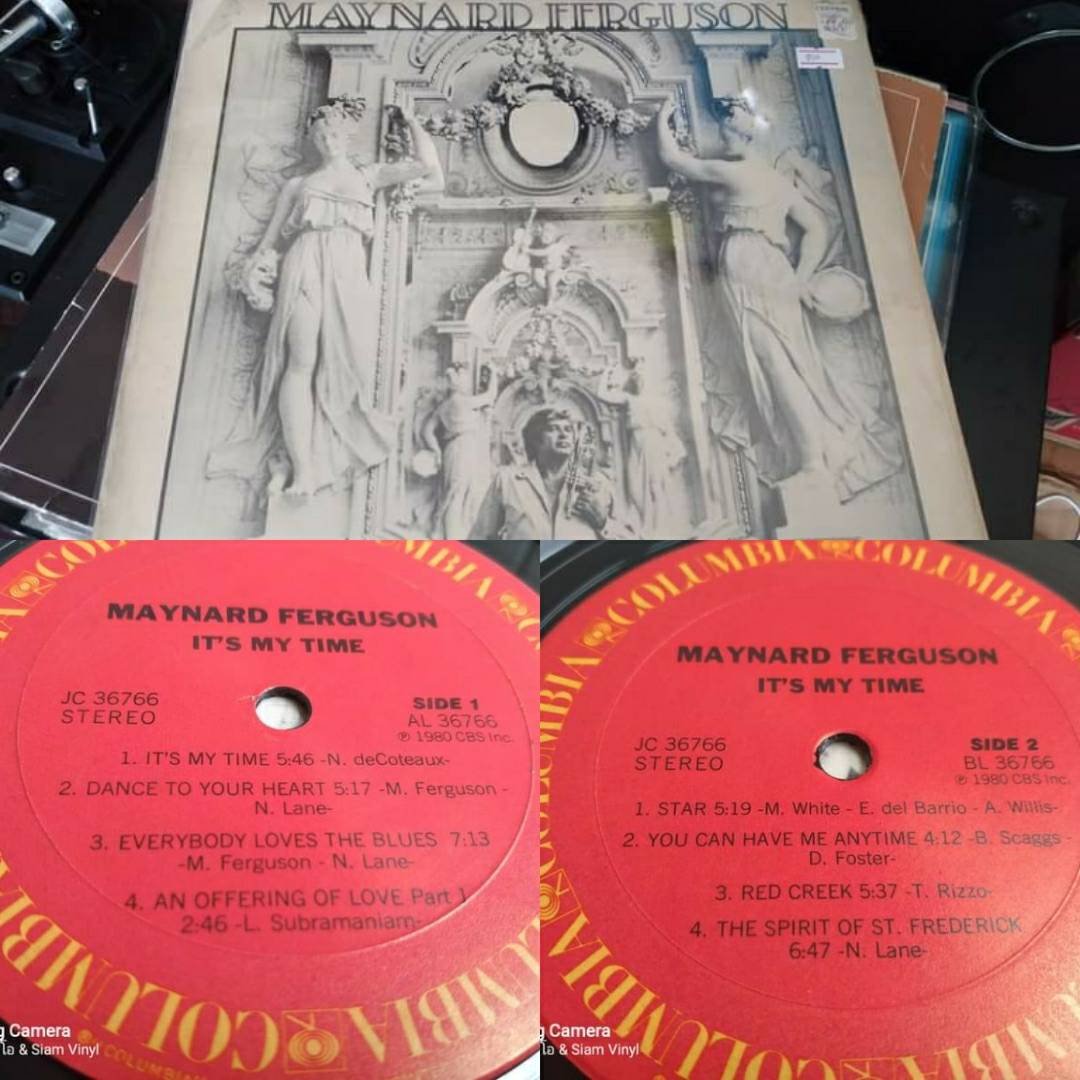 MAYNARD FERGUSON
COLUMBIA
MAYNARD FERGUSON
IT'S MY TIME
JC 36766
STEREO
SIDE 1
AL 36766
℗ 1980 CBS Inc.
1. IT'S MY TIME 5:46 -N. deCoteaux-
2. DANCE TO YOUR HEART 5:17 -M. Ferguson -
N. Lane-
3. EVERYBODY LOVES THE BLUES 7:13
-M. Ferguson - N. Lane-
4. AN OFFERING OF LOVE Part 1
2:46 -L. Subramaniam-
COLUMBIA
g Camera
โอ & Siam Vinyl
COLUMBIA COLUMBIA
MAYNARD FERGUSON
IT'S MY TIME
JC 36766
STEREO
SIDE 2
BL 36766
℗ 1980 CBS Inc.
1. STAR 5:19 -M. White - E. del Barrio - A. Willis-
2. YOU CAN HAVE ME ANYTIME 4:12 -B. Scaggs -
D. Foster-
3. RED CREEK 5:37 -T. Rizzo-
4. THE SPIRIT OF ST. FREDERICK
6:47 -N. Lane-
COLUMBIA
g Camera
โอ & Siam Vinyl